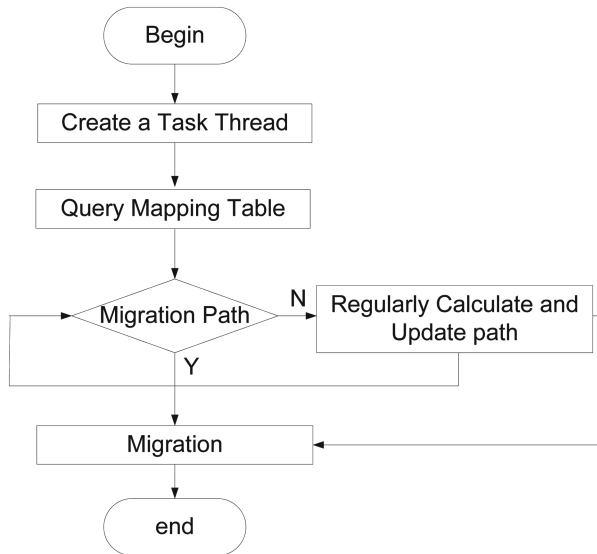 Begin
Create a Task Thread
Query Mapping Table
Migration Path
N
Regularly Calculate and
Update path
Y
Migration
end